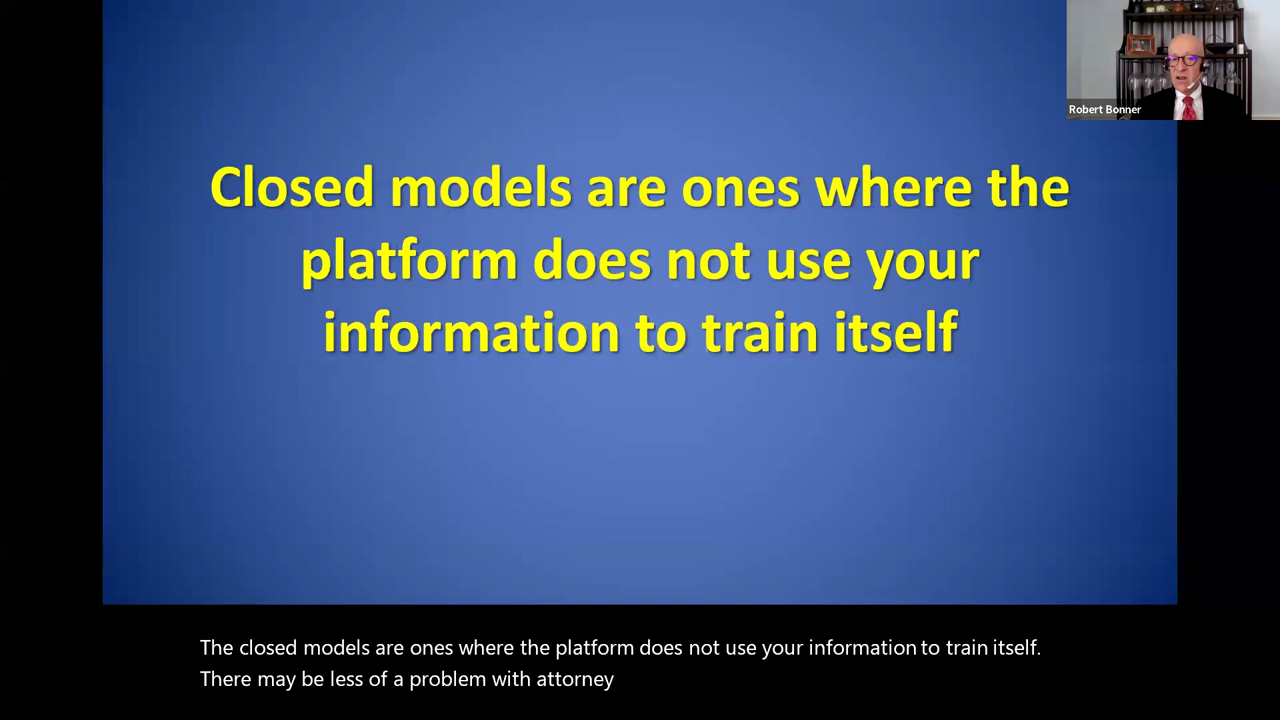 Robert Bonner
Closed models are ones where the
platform does not use your
information to train itself
The closed models are ones where the platform does not use your information to train itself.
There may be less of a problem with attorney